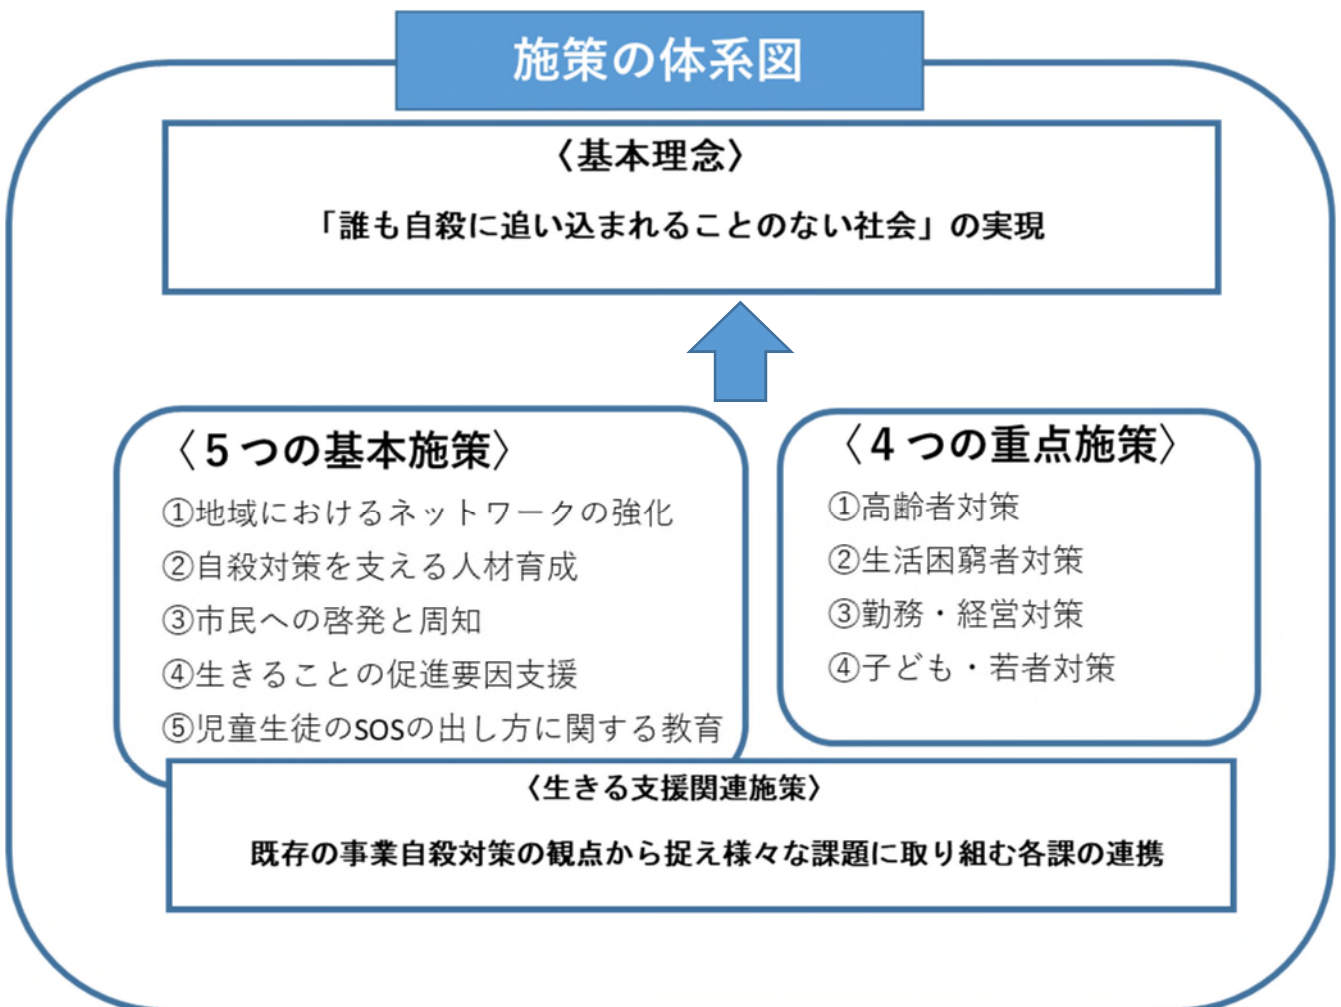 施策の体系図
〈基本理念〉
「誰も自殺に追い込まれることのない社会」の実現
〈５つの基本施策〉
①地域におけるネットワークの強化
②自殺対策を支える人材育成
③市民への啓発と周知
④生きることの促進要因支援
⑤児童生徒のSOSの出し方に関する教育
〈４つの重点施策〉
①高齢者対策
②生活困窮者対策
③勤務・経営対策
④子ども・若者対策
〈生きる支援関連施策〉
既存の事業自殺対策の観点から捉え様々な課題に取り組む各課の連携